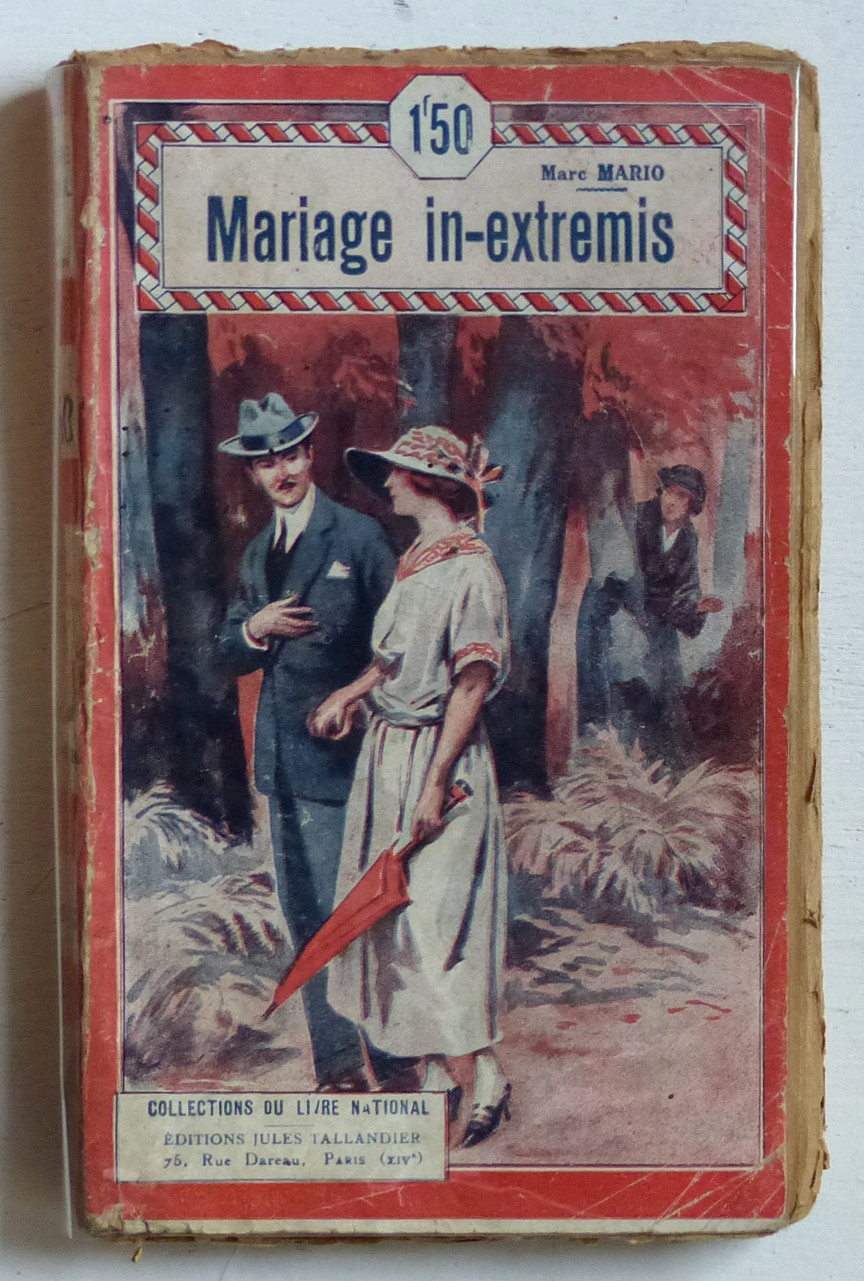 1f50
Marc MARIO
Mariage in-extremis
COLLECTIONS DU LIVRE NATIONAL
ÉDITIONS JULES TALLANDIER
75, Rue Dareau, PARIS (XIVe)